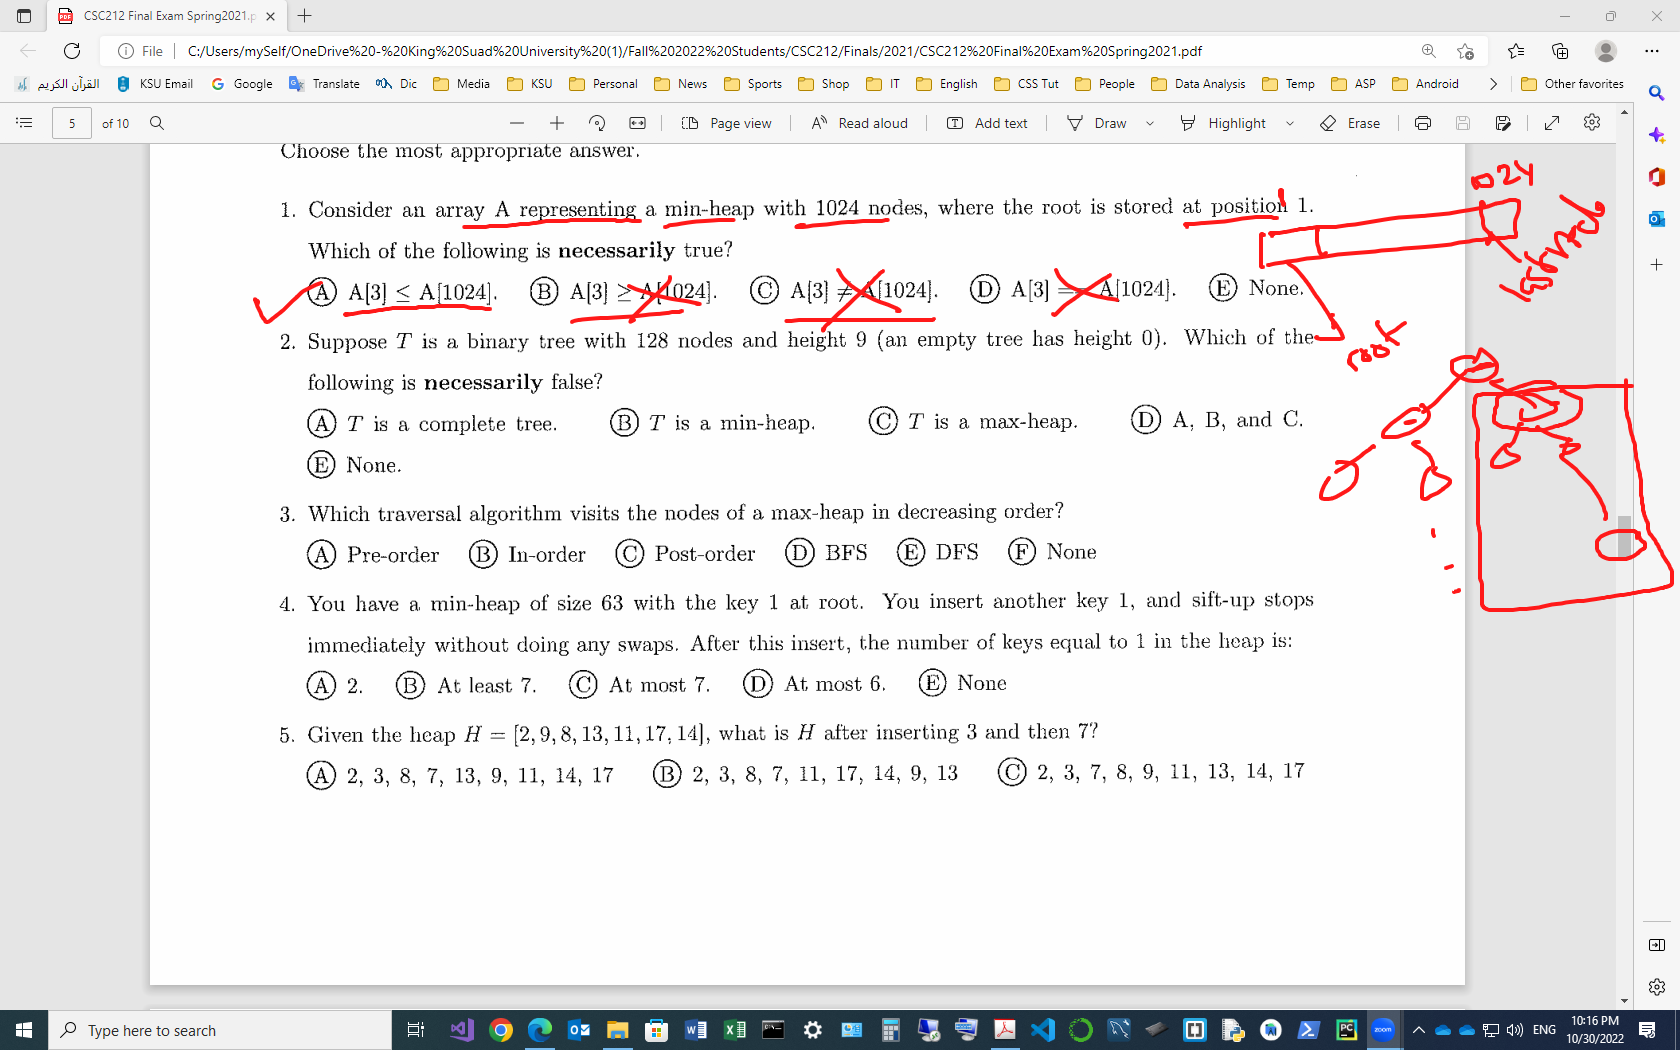 CSC212 Final Exam Spring2021.p
File
C:/Users/mySelf/OneDrive%20-%20King%20Suad%20University%20(1)/Fall%202022%20Students/CSC212/Finals/2021/CSC212%20Final%20Exam%20Spring2021.pdf
القرآن الكريم KSU Email Google Translate Dic Media KSU Personal News Sports Shop IT English CSS Tut People Data Analysis Temp ASP Android Other favorites
5 of 10 Page view Read aloud Add text Draw Highlight Erase
Choose the most appropriate answer.
1024
1. Consider an array A representing a min-heap with 1024 nodes, where the root is stored at position 1.
Which of the following is necessarily true?
A A[3] ≤ A[1024]. B A[3] ≥ A[1024]. C A[3] ≠ A[1024]. D A[3] == A[1024]. E None.
root
2. Suppose T is a binary tree with 128 nodes and height 9 (an empty tree has height 0). Which of the
following is necessarily false?
A T is a complete tree. B T is a min-heap. C T is a max-heap. D A, B, and C.
E None.
3. Which traversal algorithm visits the nodes of a max-heap in decreasing order?
A Pre-order B In-order C Post-order D BFS E DFS F None
4. You have a min-heap of size 63 with the key 1 at root. You insert another key 1, and sift-up stops
immediately without doing any swaps. After this insert, the number of keys equal to 1 in the heap is:
A 2. B At least 7. C At most 7. D At most 6. E None
5. Given the heap H = [2, 9, 8, 13, 11, 17, 14], what is H after inserting 3 and then 7?
A 2, 3, 8, 7, 13, 9, 11, 14, 17 B 2, 3, 8, 7, 11, 17, 14, 9, 13 C 2, 3, 7, 8, 9, 11, 13, 14, 17
Type here to search
ENG
10:16 PM
10/30/2022